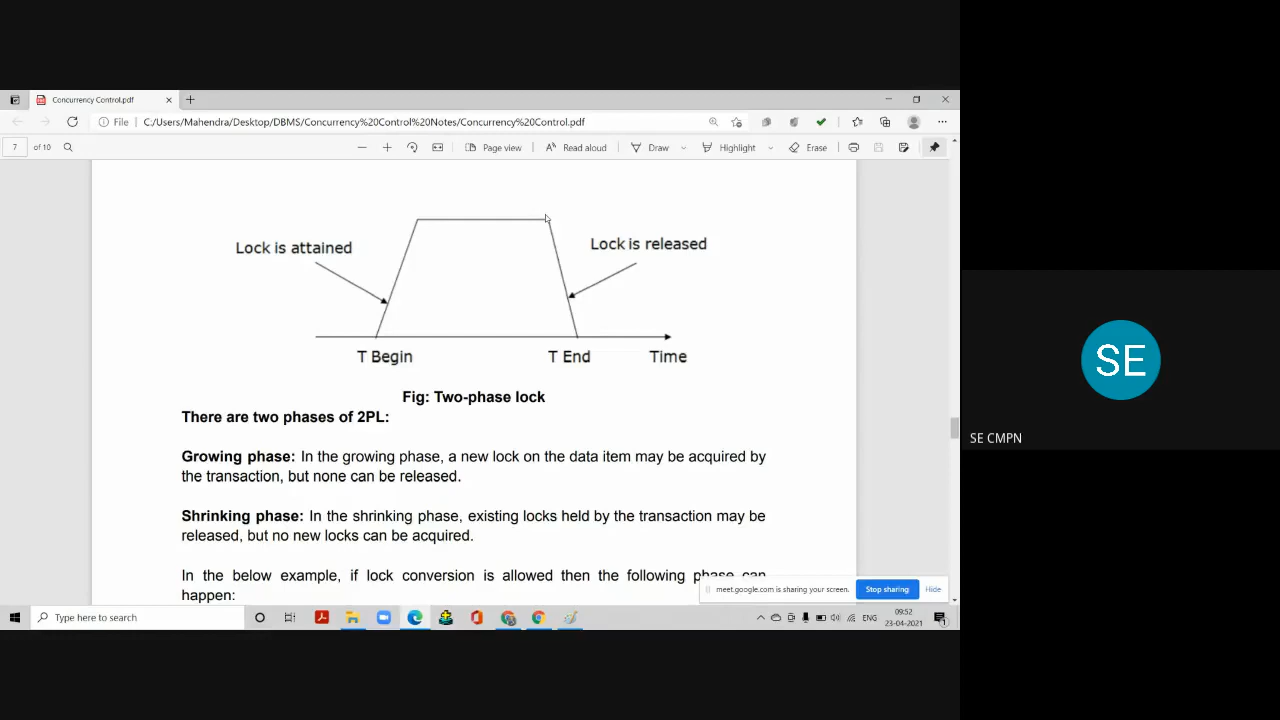 Concurrency Control.pdf
File
C:/Users/Mahendra/Desktop/DBMS/Concurrency%20Control%20Notes/Concurrency%20Control.pdf
7 of 10
Page view
Read aloud
Draw
Highlight
Erase
Lock is attained
Lock is released
T Begin
T End
Time
Fig: Two-phase lock
There are two phases of 2PL:
Growing phase: In the growing phase, a new lock on the data item may be acquired by
the transaction, but none can be released.
Shrinking phase: In the shrinking phase, existing locks held by the transaction may be
released, but no new locks can be acquired.
In the below example, if lock conversion is allowed then the following phase can
happen:
meet.google.com is sharing your screen.
Stop sharing
Hide
Type here to search
ENG
09:52
23-04-2021
SE
SE CMPN